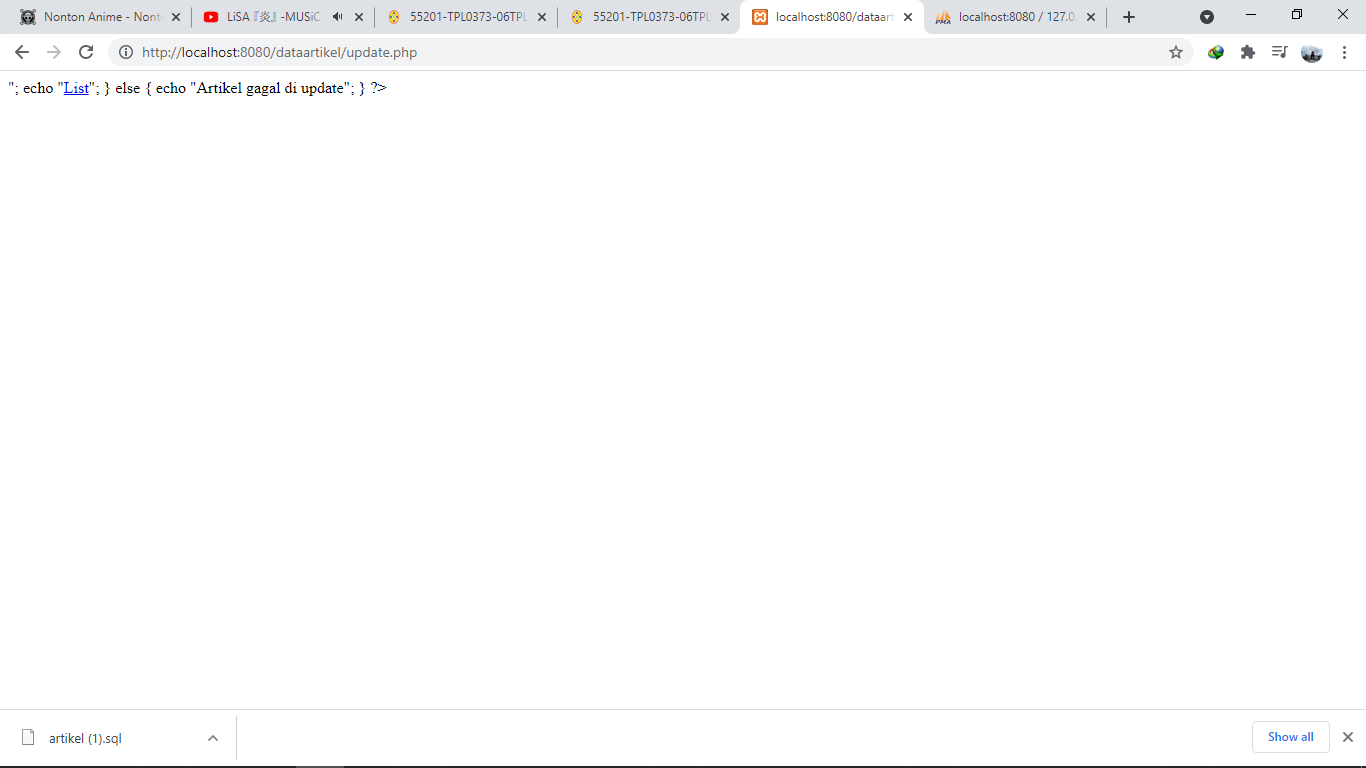 Nonton Anime - Nont
LiSA『炎』-MUSiC
55201-TPL0373-06TPL
55201-TPL0373-06TPL
localhost:8080/dataart
PMA
localhost:8080 / 127.0.
http://localhost:8080/dataartikel/update.php
"; echo "List"; } else { echo "Artikel gagal di update"; } ?>
artikel (1).sql
Show all